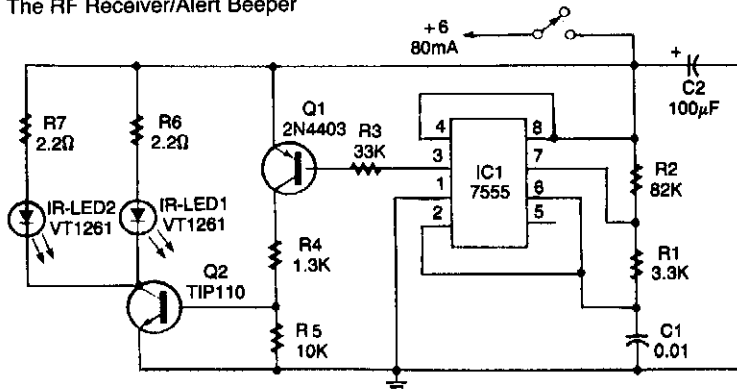 The RF Receiver/Alert Beeper
+6
80mA
+
C2
100µF
R7
2.2Ω
R6
2.2Ω
Q1
2N4403
R3
33K
4
3
1
2
8
7
6
5
IC1
7555
R2
82K
R1
3.3K
IR-LED2
VT1261
IR-LED1
VT1261
R4
1.3K
Q2
TIP110
R5
10K
C1
0.01